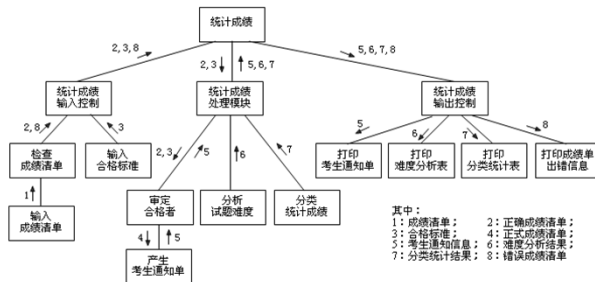 统计成绩
2,3,8
2,3
5,6,7
5,6,7,8
统计成绩
输入控制
统计成绩
处理模块
统计成绩
输出控制
2,8
3
2,3
5
6
7
5
6
7
8
检查
成绩清单
输入
合格标准
打印
考生通知单
打印
难度分析表
打印
分类统计表
打印成绩单
出错信息
1
审定
合格者
分析
试题难度
分类
统计成绩
输入
成绩清单
4
5
产生
考生通知单
其中:
1:成绩清单; 2:正确成绩清单;
3:合格标准; 4:正式成绩清单;
5:考生通知信息; 6:难度分析结果;
7:分类统计结果; 8:错误成绩清单